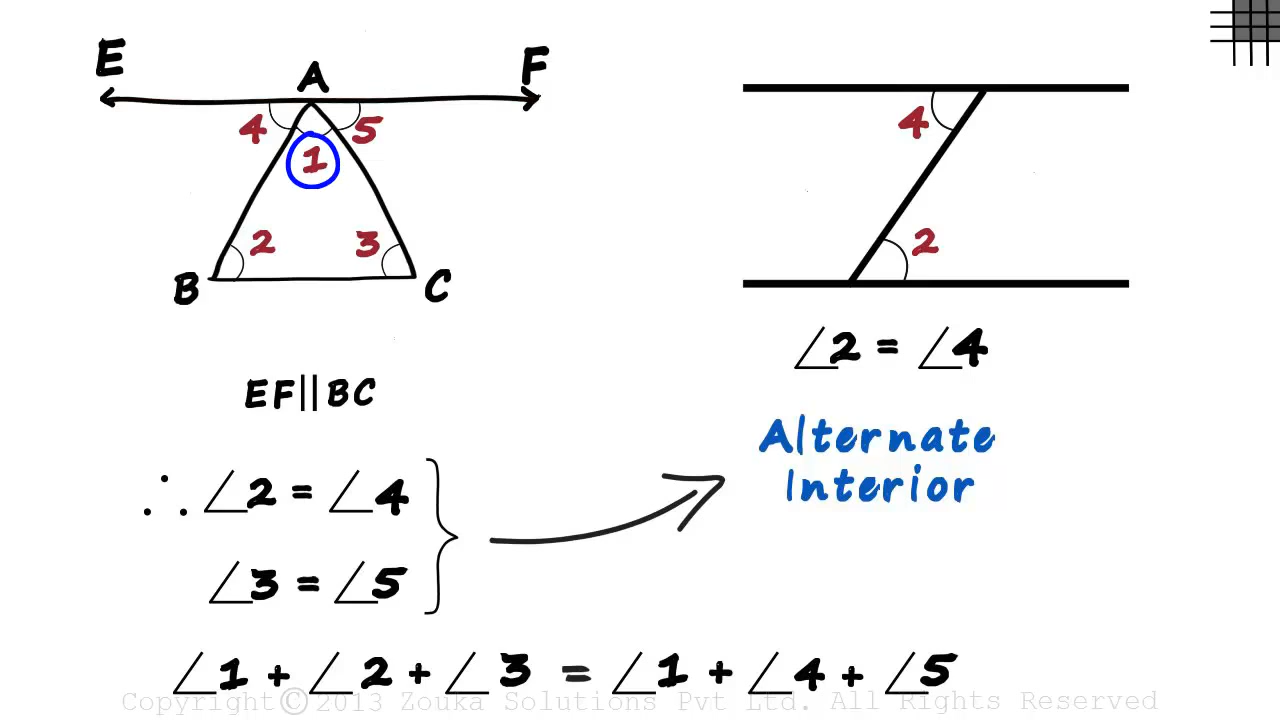 E A F
4 5
1
2 3
B C
4
2
∠2 = ∠4
EF||BC
Alternate
Interior
∴ ∠2 = ∠4
∠3 = ∠5
∠1 + ∠2 + ∠3 = ∠1 + ∠4 + ∠5
Copyright © 2013 Zouka Solutions Pvt Ltd. All Rights Reserved